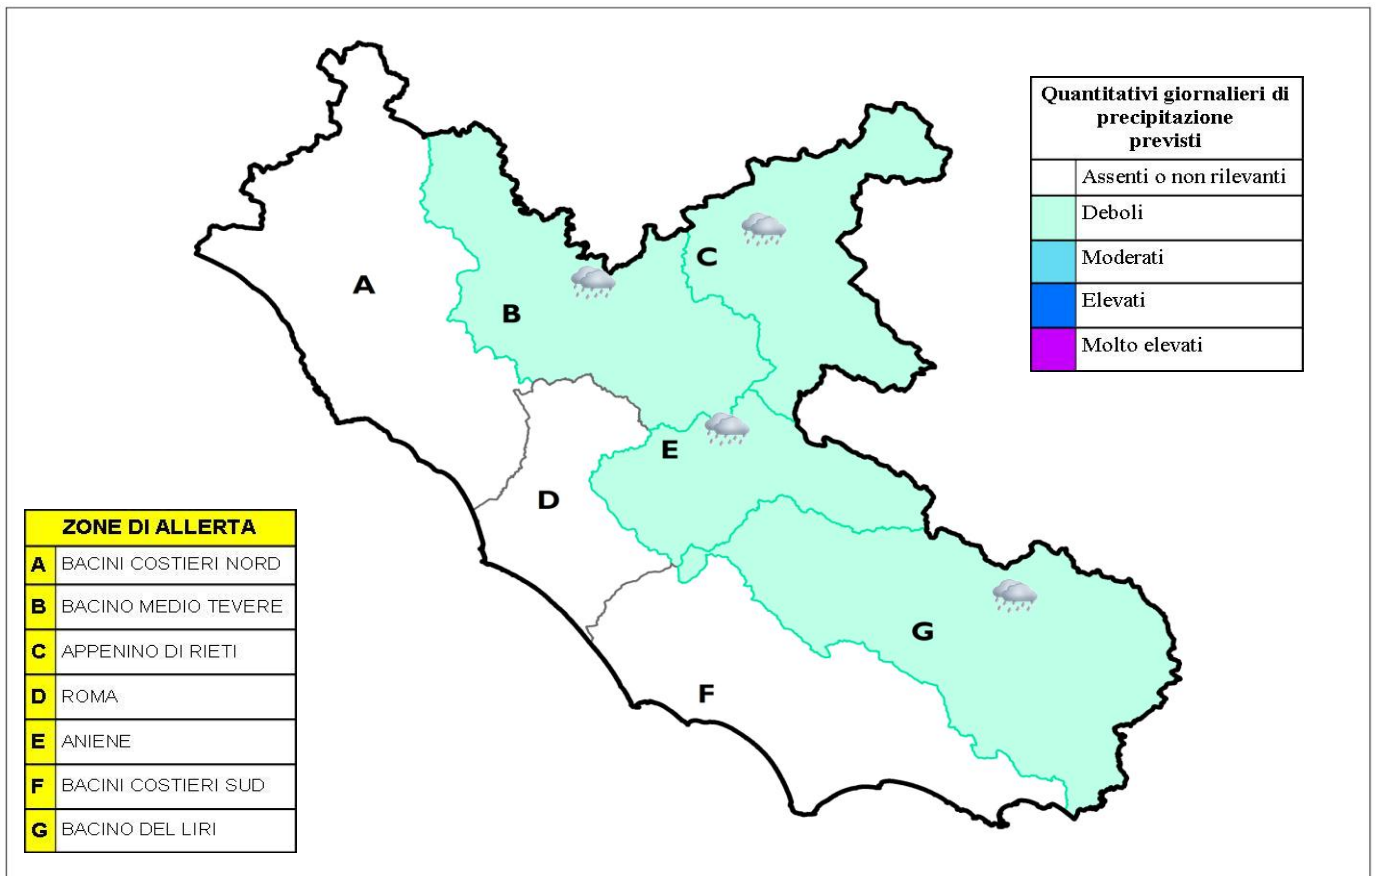 Quantitativi giornalieri di
precipitazione
previsti
Assenti o non rilevanti
Deboli
Moderati
Elevati
Molto elevati
A
B
C
D
E
F
G
ZONE DI ALLERTA
A BACINI COSTIERI NORD
B BACINO MEDIO TEVERE
C APPENINO DI RIETI
D ROMA
E ANIENE
F BACINI COSTIERI SUD
G BACINO DEL LIRI